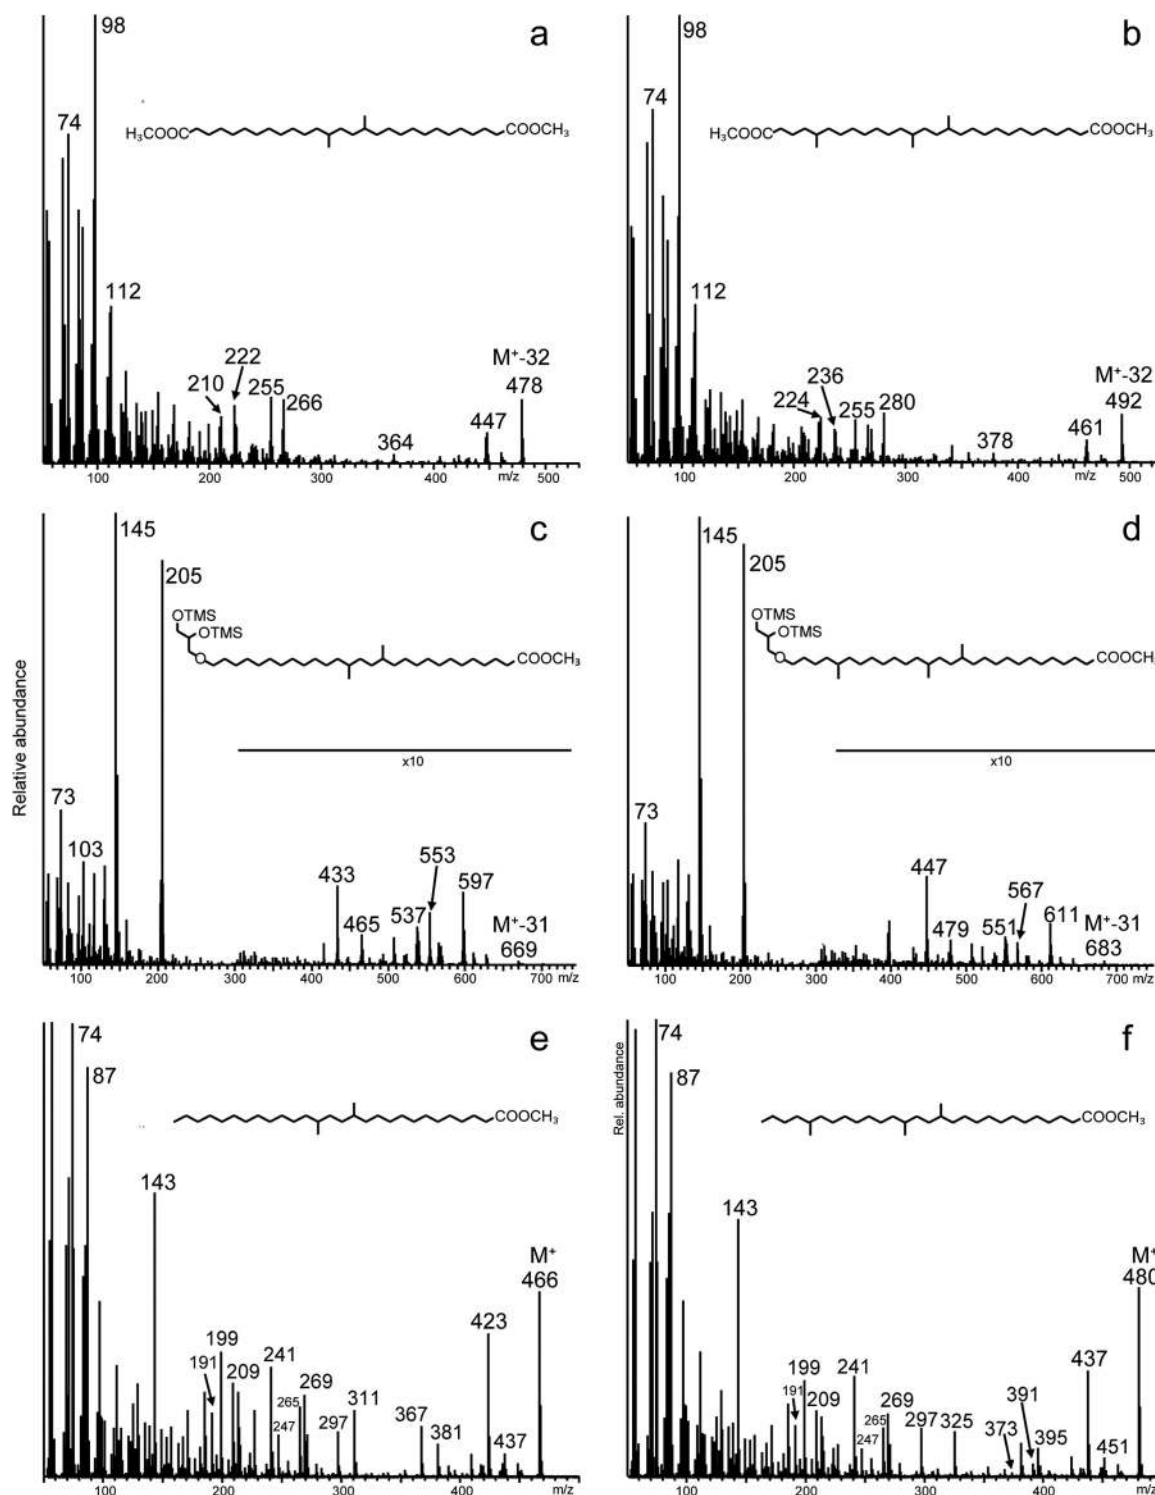 a
98
74
H₃COOC
COOCH₃
112
M⁺-32
222
478
210
255
266
447
364
100
200
300
400
m/z
500
b
98
74
H₃COOC
COOCH₃
112
M⁺-32
236
492
224
255
280
461
378
100
200
300
400
m/z
500
Relative abundance
c
145
205
OTMS
OTMS
O
COOCH₃
x10
73
103
553
433
597
465
537
M⁺-31
669
100
200
300
400
500
600
700
m/z
d
145
205
OTMS
OTMS
O
COOCH₃
x10
73
567
447
611
479
551
M⁺-31
683
100
200
300
400
500
600
700
m/z
e
74
87
COOCH₃
143
M⁺
466
423
199
191
209
241
265
247
269
297
311
367
381
437
100
200
300
400
m/z
Rel. abundance
f
74
87
COOCH₃
143
M⁺
480
437
199
191
209
241
265
247
269
297
325
373
391
395
451
100
200
300
400
m/z